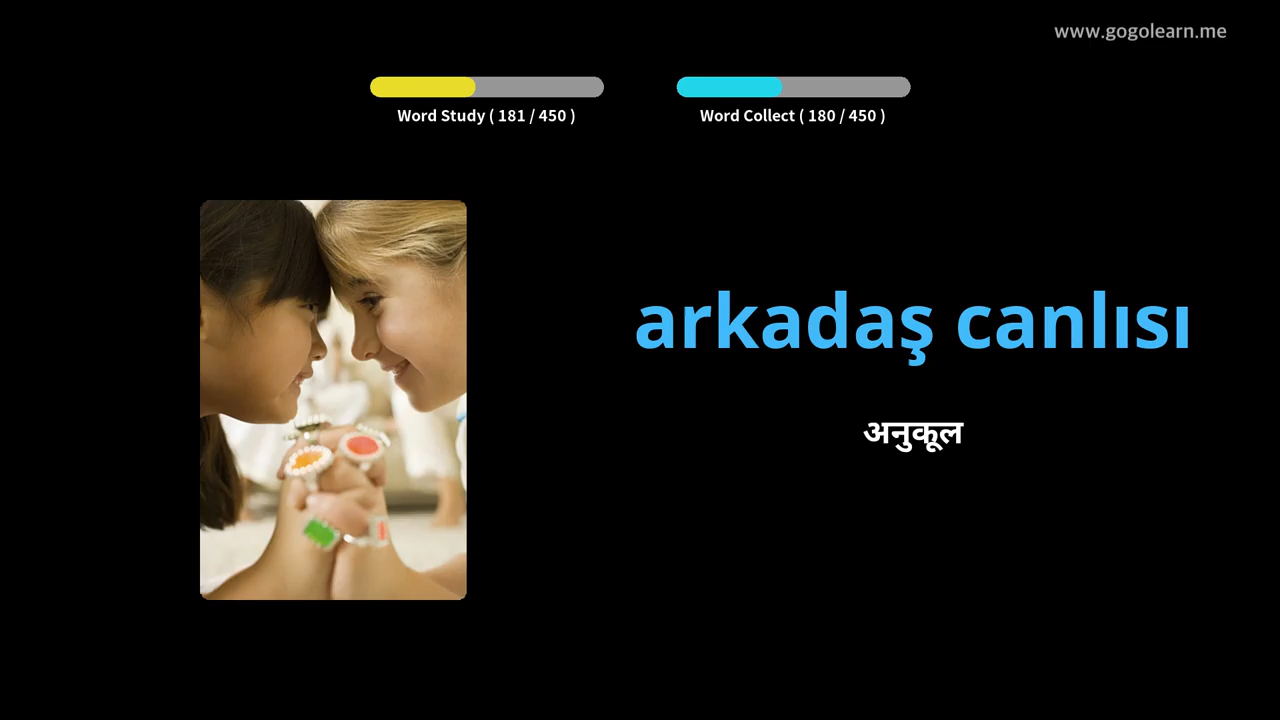 www.gogolearn.me
Word Study ( 181 / 450 )
Word Collect ( 180 / 450 )
arkadaş canlısı
अनुकूल